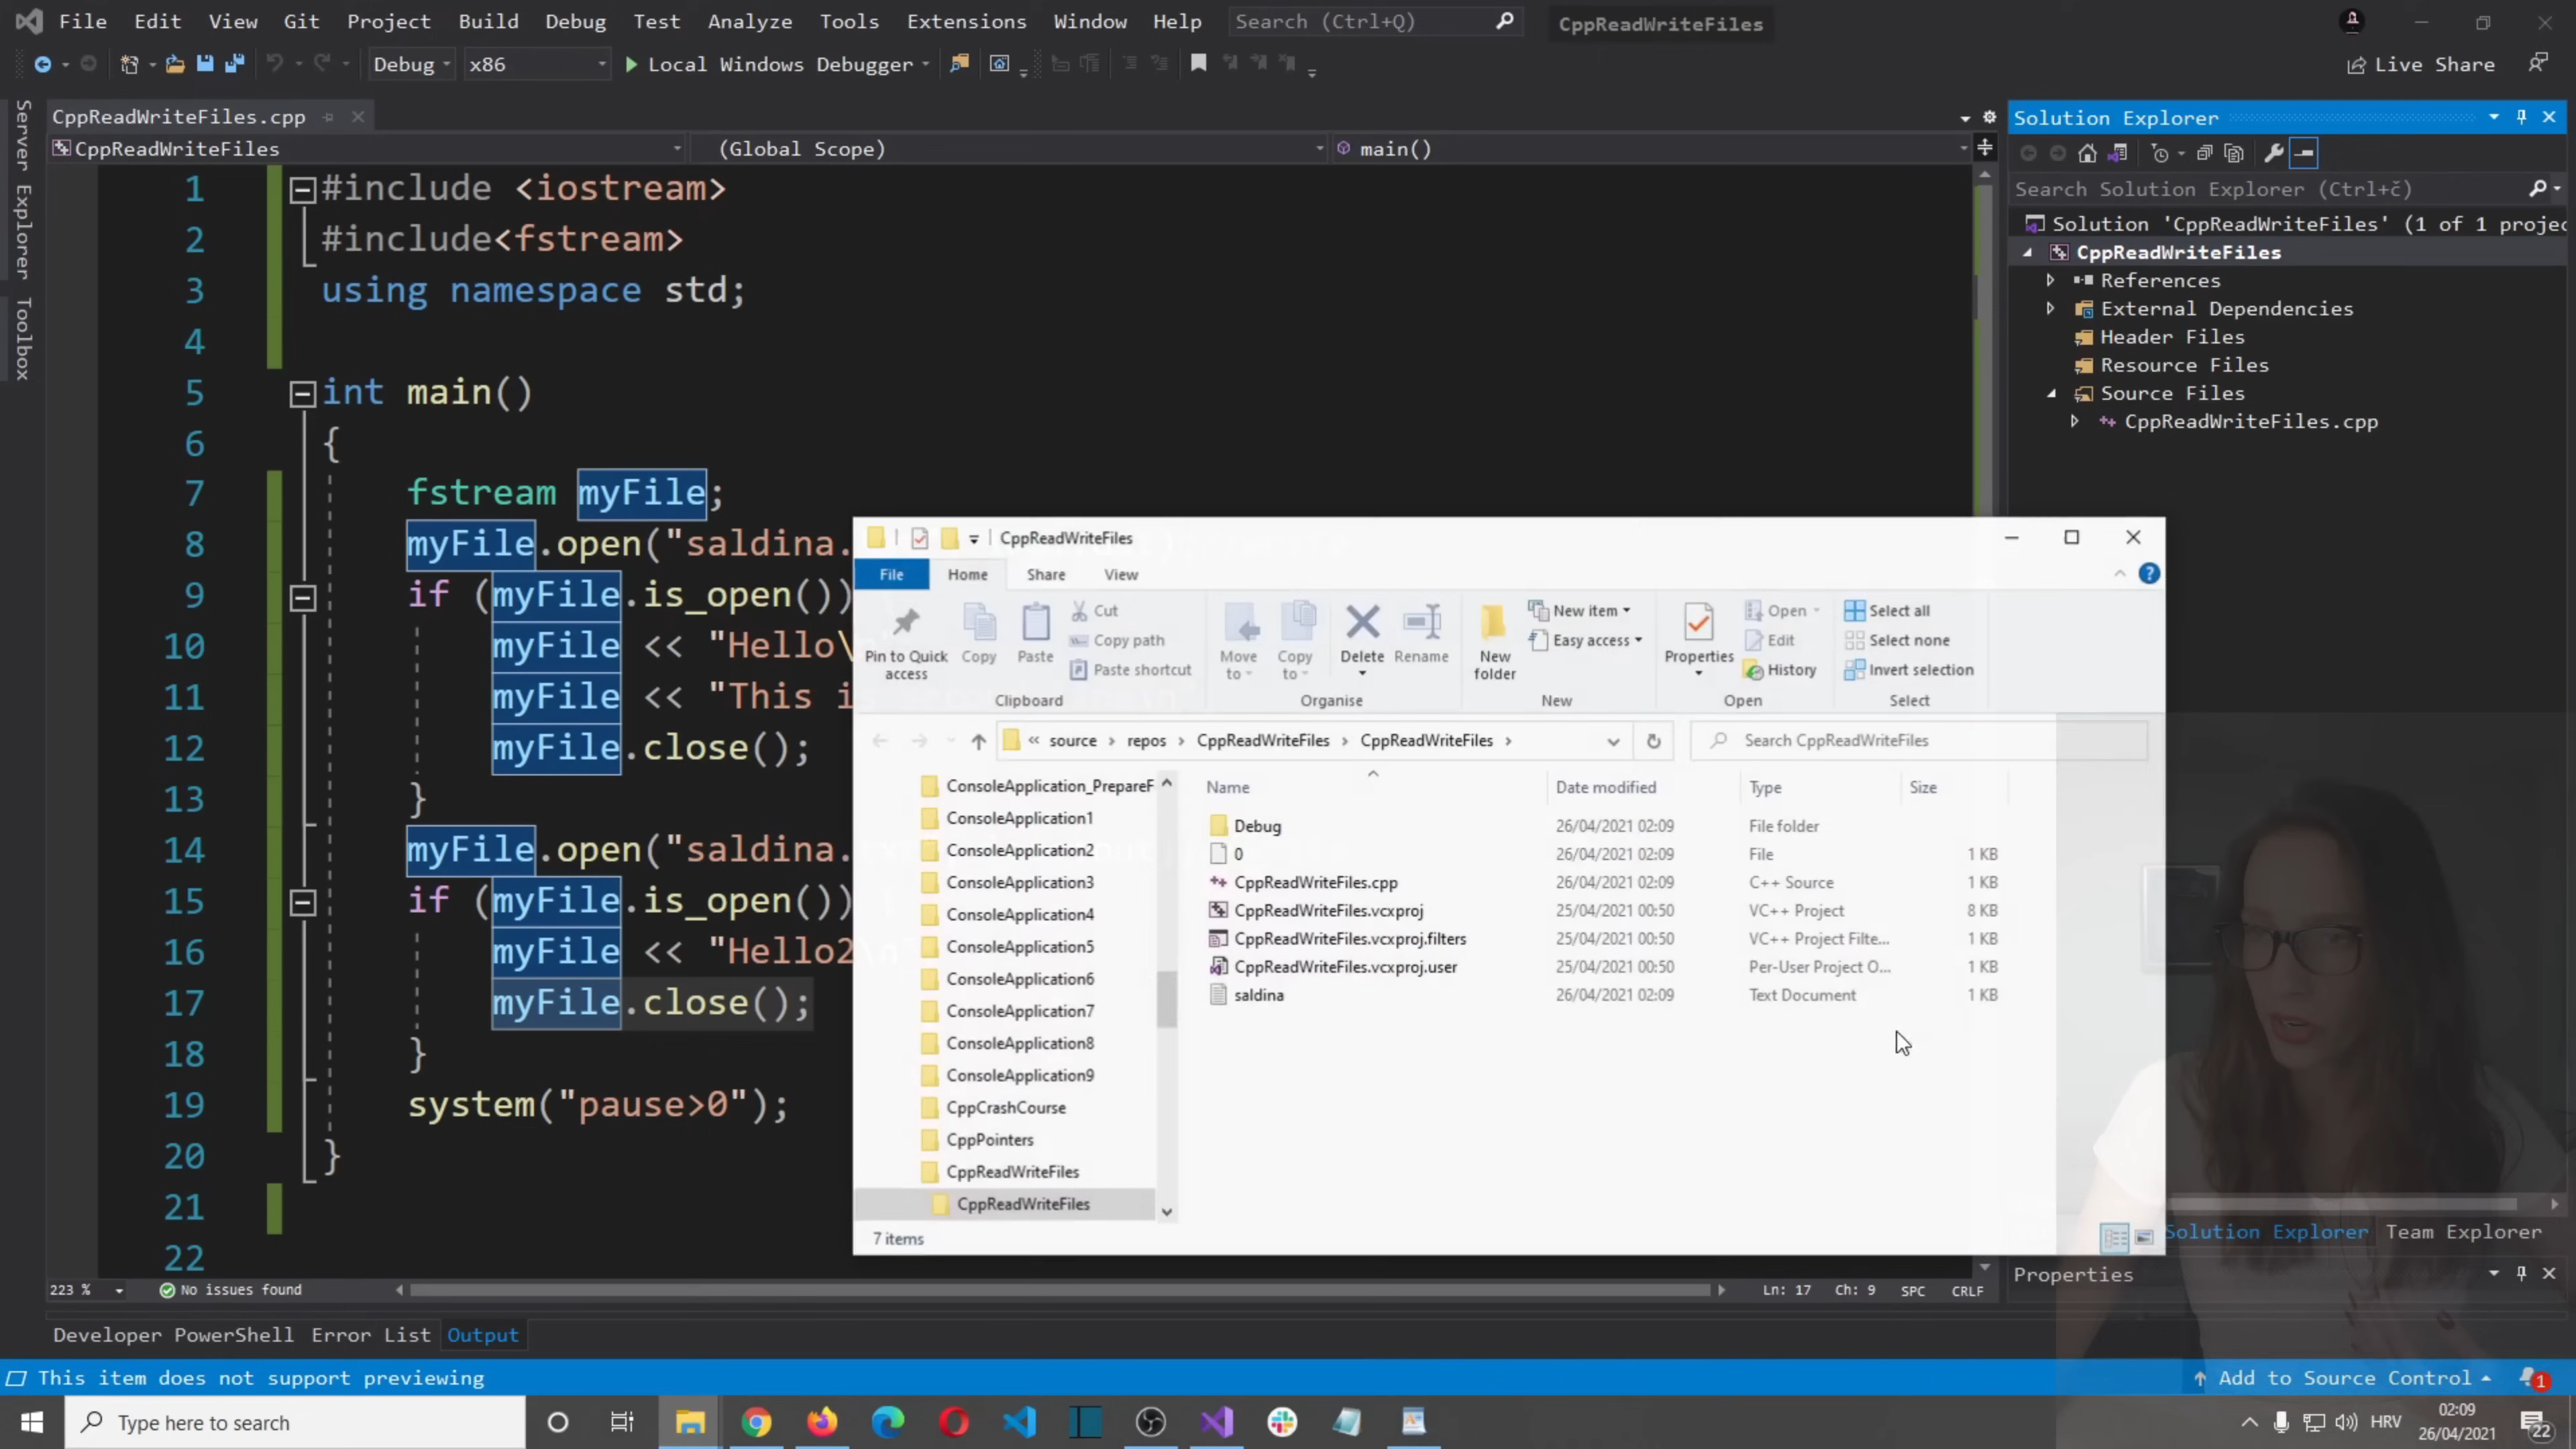 File Edit View Git Project Build Debug Test Analyze Tools Extensions Window Help Search (Ctrl+Q) CppReadWriteFiles
Debug x86 Local Windows Debugger Live Share
Server Explorer
Toolbox
CppReadWriteFiles.cpp
CppReadWriteFiles (Global Scope) main()
1 #include <iostream>
2 #include<fstream>
3 using namespace std;
4
5 int main()
6 {
7 fstream myFile;
8 myFile.open("saldina.
9 if (myFile.is_open())
10 myFile << "Hello\
11 myFile << "This is
12 myFile.close();
13 }
14 myFile.open("saldina.
15 if (myFile.is_open())
16 myFile << "Hello2\n
17 myFile.close();
18 }
19 system("pause>0");
20 }
21
22
223 % No issues found Ln: 17 Ch: 9 SPC CRLF
Developer PowerShell Error List Output
This item does not support previewing
Add to Source Control 1
Solution Explorer
Search Solution Explorer (Ctrl+č)
Solution 'CppReadWriteFiles' (1 of 1 projec
CppReadWriteFiles
References
External Dependencies
Header Files
Resource Files
Source Files
CppReadWriteFiles.cpp
Solution Explorer Team Explorer
Properties
CppReadWriteFiles
File Home Share View
Pin to Quick access
Copy
Paste
Cut
Copy path
Paste shortcut
Clipboard
Move to
Copy to
Delete
Rename
Organise
New folder
New item
Easy access
New
Properties
Open
Edit
History
Open
Select all
Select none
Invert selection
Select
« source › repos › CppReadWriteFiles › CppReadWriteFiles › Search CppReadWriteFiles
ConsoleApplication_PrepareF
ConsoleApplication1
ConsoleApplication2
ConsoleApplication3
ConsoleApplication4
ConsoleApplication5
ConsoleApplication6
ConsoleApplication7
ConsoleApplication8
ConsoleApplication9
CppCrashCourse
CppPointers
CppReadWriteFiles
CppReadWriteFiles
Name Date modified Type Size
Debug 26/04/2021 02:09 File folder
0 26/04/2021 02:09 File 1 KB
CppReadWriteFiles.cpp 26/04/2021 02:09 C++ Source 1 KB
CppReadWriteFiles.vcxproj 25/04/2021 00:50 VC++ Project 8 KB
CppReadWriteFiles.vcxproj.filters 25/04/2021 00:50 VC++ Project Filte... 1 KB
CppReadWriteFiles.vcxproj.user 25/04/2021 00:50 Per-User Project O... 1 KB
saldina 26/04/2021 02:09 Text Document 1 KB
7 items
Type here to search
HRV 02:09
26/04/2021 22